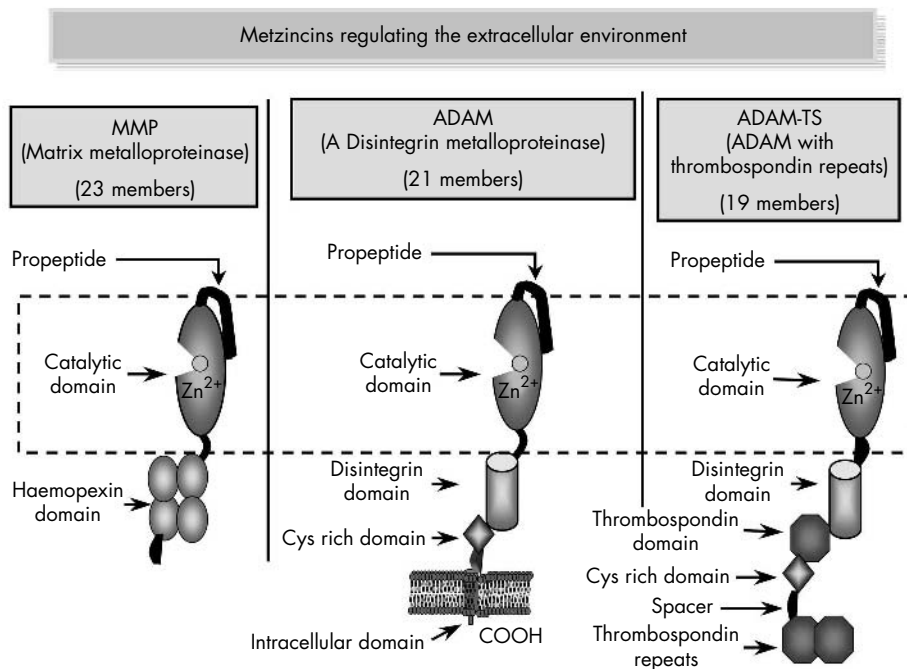 Metzincins regulating the extracellular environment
MMP
(Matrix metalloproteinase)
(23 members)
Propeptide
Catalytic
domain
Zn2+
Haemopexin
domain
ADAM
(A Disintegrin metalloproteinase)
(21 members)
Propeptide
Catalytic
domain
Zn2+
Disintegrin
domain
Cys rich domain
Intracellular domain
COOH
ADAM-TS
(ADAM with
thrombospondin repeats)
(19 members)
Propeptide
Catalytic
domain
Zn2+
Disintegrin
domain
Thrombospondin
domain
Cys rich domain
Spacer
Thrombospondin
repeats